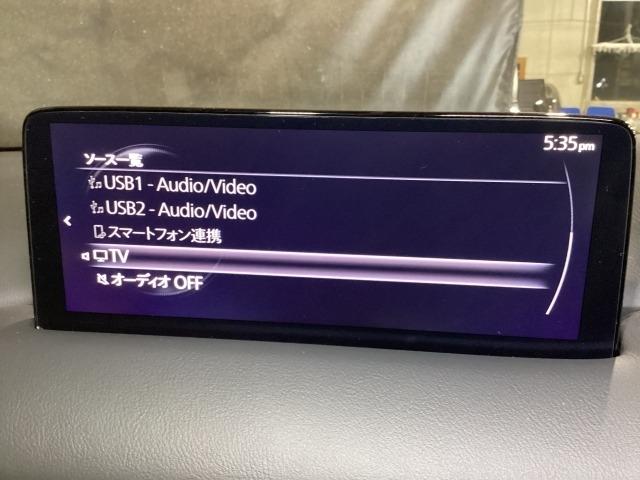 5:35pm
ソース一覧
USB1 - Audio/Video
USB2 - Audio/Video
スマートフォン連携
TV
オーディオ OFF